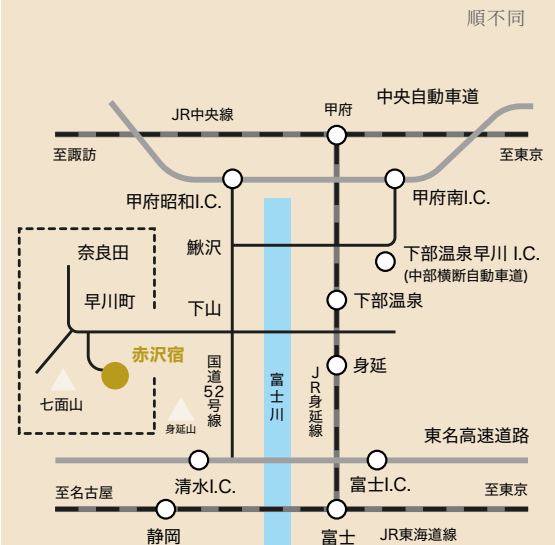 順不同
中央自動車道
甲府
JR中央線
至諏訪
至東京
甲府昭和I.C.
甲府南I.C.
奈良田
鰍沢
下部温泉早川 I.C.
(中部横断自動車道)
早川町
下山
下部温泉
赤沢宿
国道52号線
富士川
JR身延線
身延
七面山
身延山
東名高速道路
清水I.C.
富士I.C.
至名古屋
至東京
静岡
富士
JR東海道線